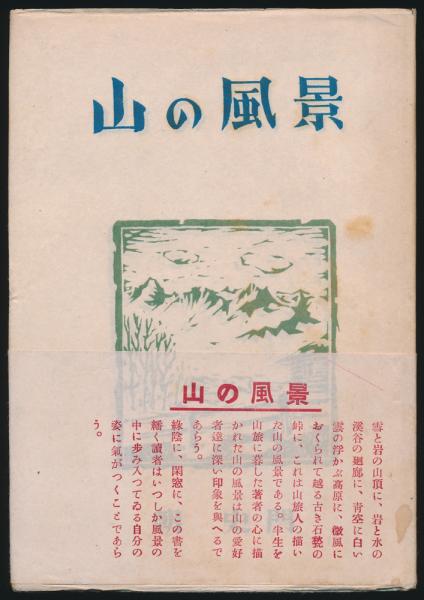 山の風景
山の風景
雪と岩の山頂に、岩と水の
渓谷の廻廊に、青空に白い
雲の浮かぶ高原に、微風に
おくられて越る古き石甃の
峠に、これは山旅人の描い
た山の風景である。半生を
山旅に暮した著者の心に描
かれた山の風景は山の愛好
者達に深い印象を與へるで
あらう。
緑陰に、閑窓に、この書を
繙く讀者はいつしか風景の
中に歩み入つてゐる自分の
姿に氣がつくことであら
う。